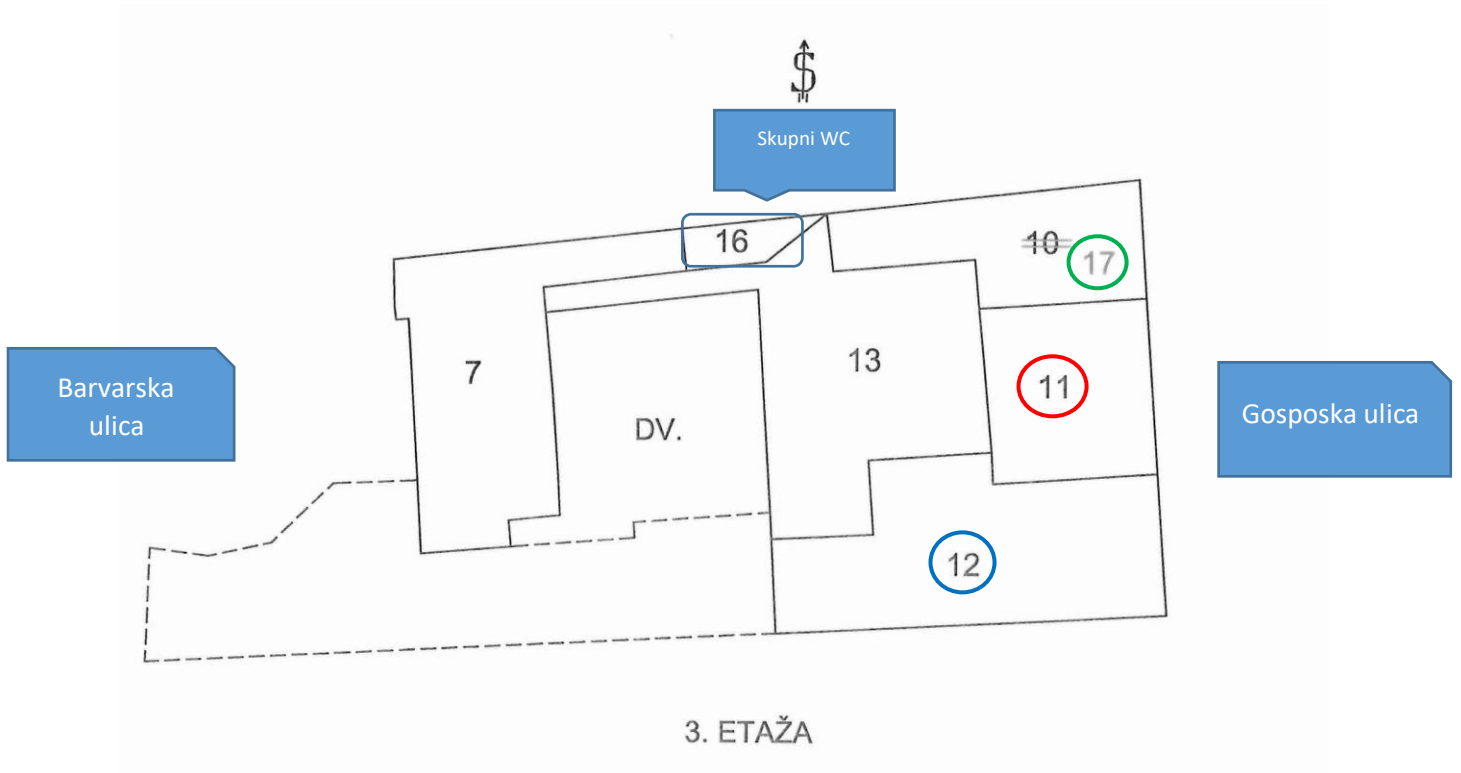 S
Skupni WC
16
10
17
7
13
11
Barvarska
ulica
Gosposka ulica
DV.
12
3. ETAŽA